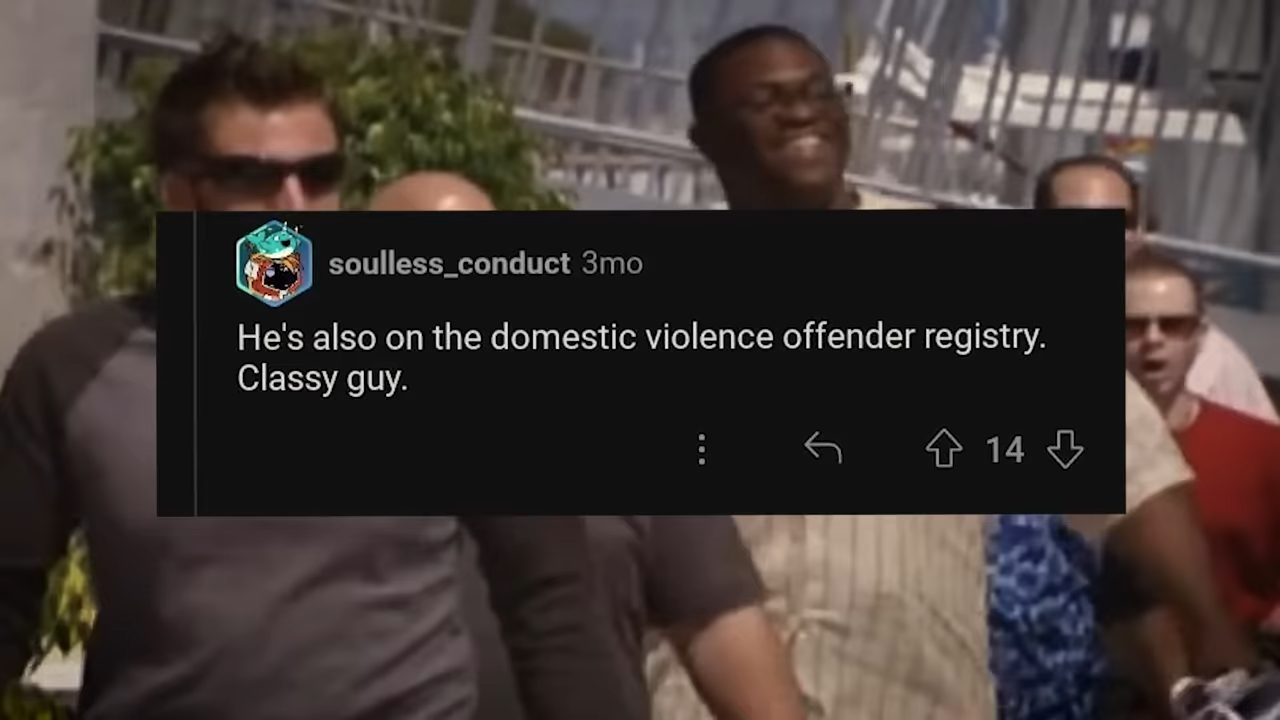 soulless_conduct 3mo
He's also on the domestic violence offender registry.
Classy guy.
14